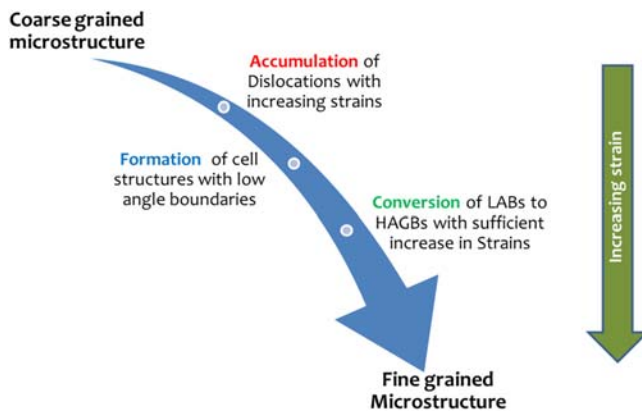 Coarse grained
microstructure
Accumulation of
Dislocations with
increasing strains
Formation of cell
structures with low
angle boundaries
Conversion of LABs to
HAGBs with sufficient
increase in Strains
Increasing strain
Fine grained
Microstructure